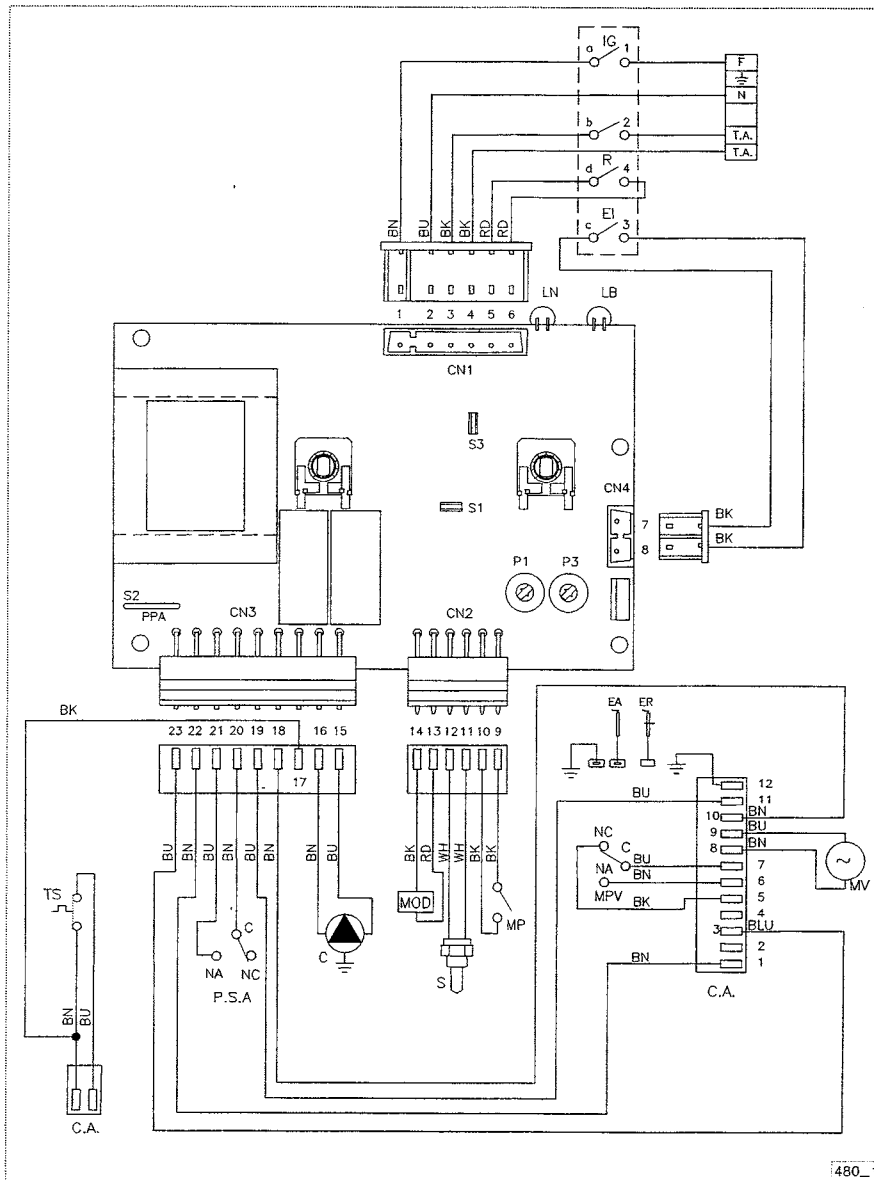 IG
a 1 F
N
b 2 T.A.
T.A.
R
d 4
EI
c 3
BN BU BK BK RD RD
LN LB
1 2 3 4 5 6
CN1
S3
CN4
S1
7 BK
8 BK
P1 P3
S2
PPA
CN3
CN2
BK
EA ER
23 22 21 20 19 18 17 16 15
14 13 12 11 10 9
12
BU 11
10 BN
9 BU
8 BN
NC C BU 7
NA BN 6
MPV BK 5
4
3 BLU
2
BN 1
C.A.
MV
BU BN BU BN BU BN BU
BK RD WH WH BK BK
MOD
MP
TS
C
NA NC
P.S.A
C
S
BN BU
C.A.
480_1